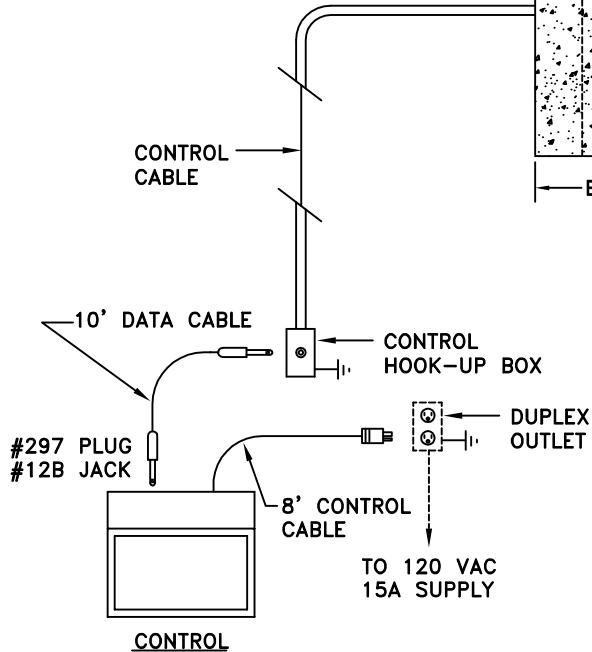 CONTROL
CABLE
10' DATA CABLE
CONTROL
HOOK-UP BOX
DUPLEX
OUTLET
#297 PLUG
#12B JACK
8' CONTROL
CABLE
TO 120 VAC
15A SUPPLY
CONTROL